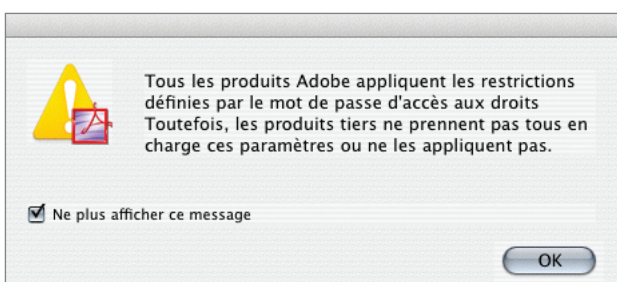 Tous les produits Adobe appliquent les restrictions
définies par le mot de passe d'accès aux droits
Toutefois, les produits tiers ne prennent pas tous en
charge ces paramètres ou ne les appliquent pas.
Ne plus afficher ce message
OK